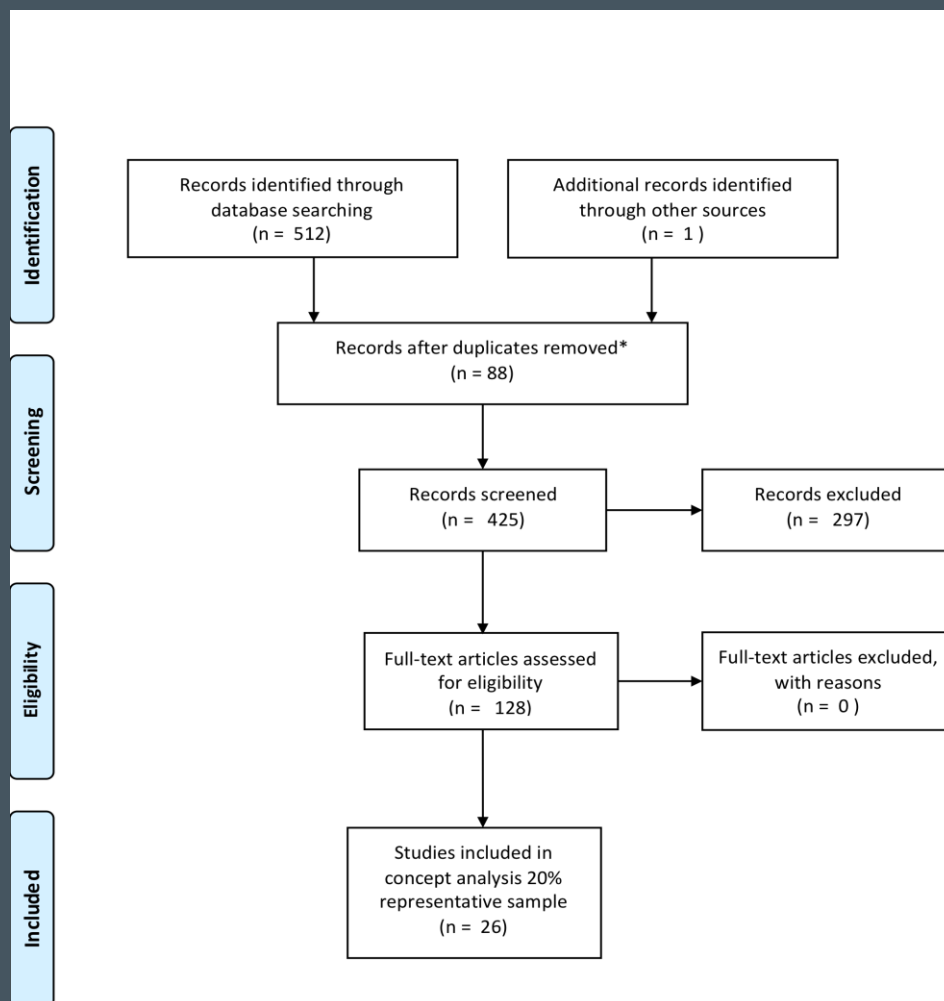 Identification
Records identified through
database searching
(n = 512)
Additional records identified
through other sources
(n = 1 )
Records after duplicates removed*
(n = 88)
Screening
Records screened
(n = 425)
Records excluded
(n = 297)
Eligibility
Full-text articles assessed
for eligibility
(n = 128)
Full-text articles excluded,
with reasons
(n = 0 )
Included
Studies included in
concept analysis 20%
representative sample
(n = 26)